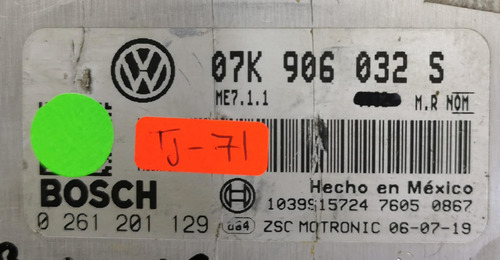 07K 906 032 S
ME7.1.1
M.R NOM
TJ-71
BOSCH
Hecho en México
1039S15724 7605 0867
0 261 201 129
ZSC MOTRONIC 06-07-19